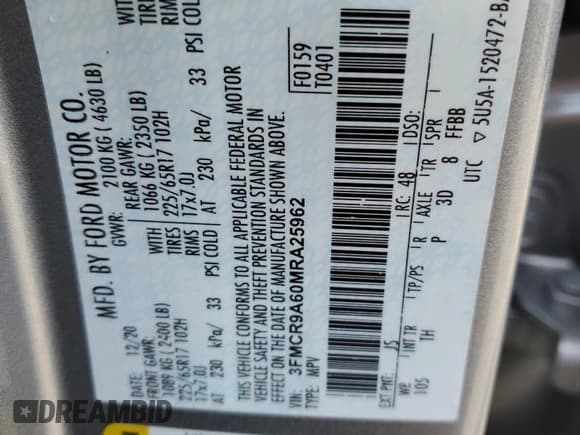 MFD. BY FORD MOTOR CO.
DATE: 12/20
GVWR: 2100 KG ( 4630 LB)
FRONT GAWR: 1089 KG ( 2400 LB)
REAR GAWR: 1066 KG ( 2350 LB)
225/65R17 102H
WITH TIRES
225/65R17 102H
WITH TIRES
17x7.0J
RIMS
17x7.0J
RIMS
AT 230 kPa/ 33 PSI COLD
AT 230 kPa/ 33 PSI COLD
THIS VEHICLE CONFORMS TO ALL APPLICABLE FEDERAL MOTOR
VEHICLE SAFETY AND THEFT PREVENTION STANDARDS IN
EFFECT ON THE DATE OF MANUFACTURE SHOWN ABOVE.
F0159
T0401
VIN: 3FMCR9A60MRA25962
TYPE: MPV
EXT PNT: JS RC: 48 DSO:
WB INT TR TP/PS R AXLE TR SPR
105 TH P 3D 8 FFBB
UTC ▽ 5U5A-1520472-BA
DREAMBID